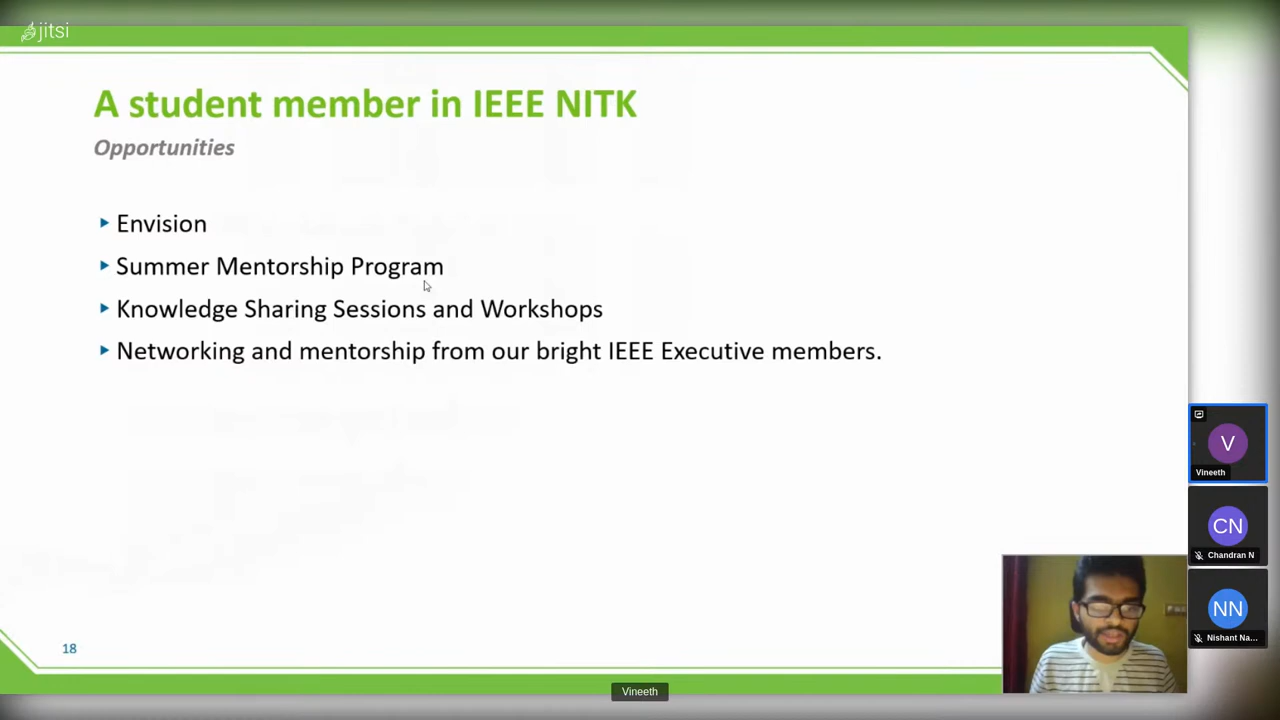 jitsi
A student member in IEEE NITK
Opportunities
Envision
Summer Mentorship Program
Knowledge Sharing Sessions and Workshops
Networking and mentorship from our bright IEEE Executive members.
18
V
Vineeth
CN
Chandran N
NN
Nishant Na...
Vineeth